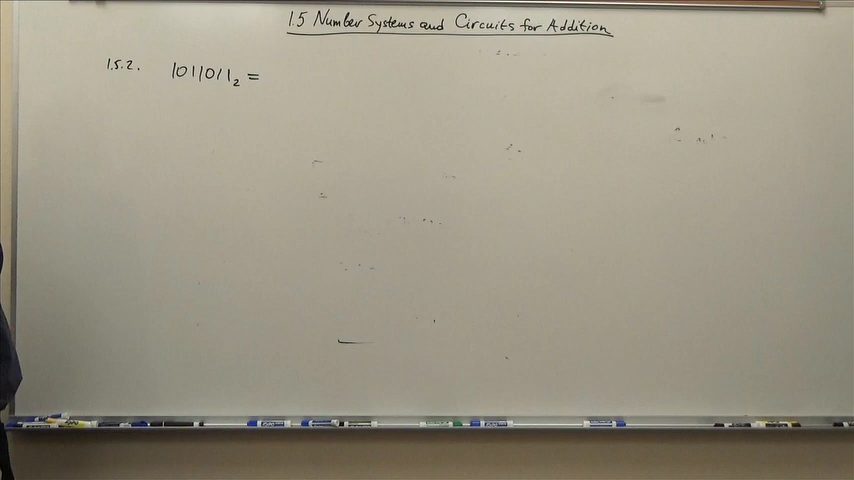 1.5 Number Systems and Circuits for Addition
1.5.2. 1011011₂ =